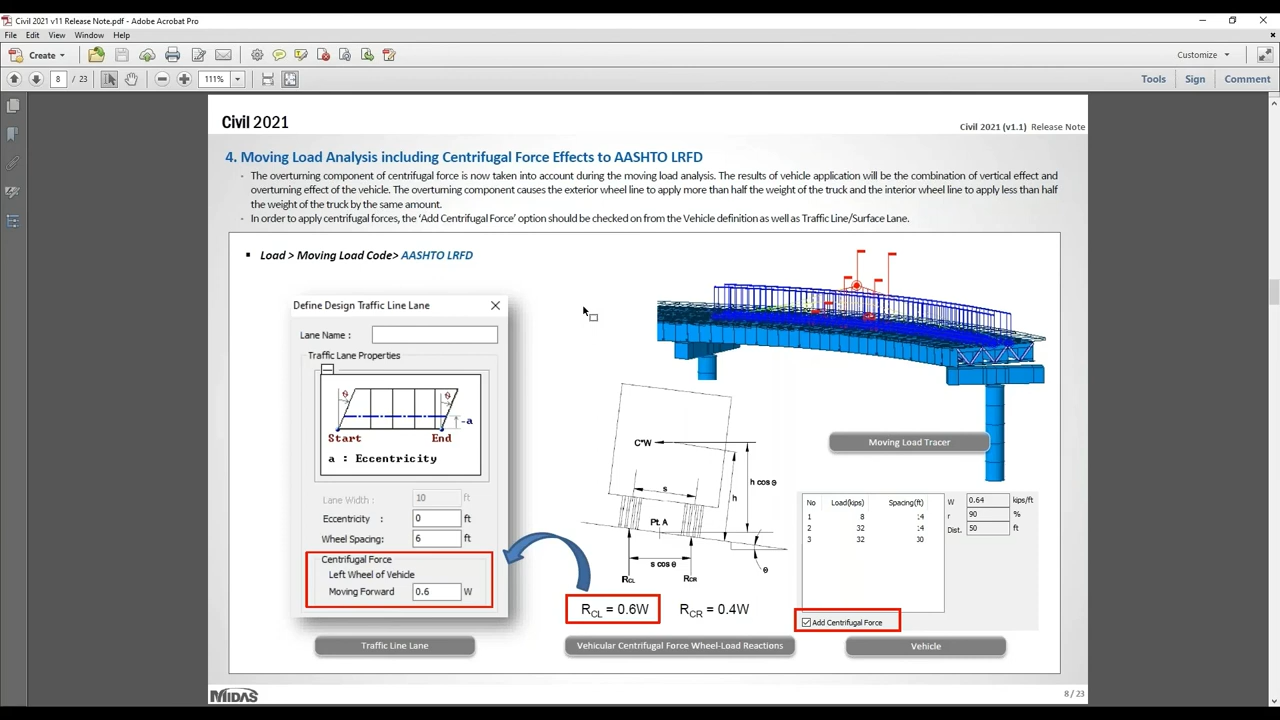 Civil 2021 v11 Release Note.pdf - Adobe Acrobat Pro
File Edit View Window Help
Create
Customize
8 / 23
111%
Tools Sign Comment
Civil 2021
Civil 2021 (v1.1) Release Note
4. Moving Load Analysis including Centrifugal Force Effects to AASHTO LRFD
- The overturning component of centrifugal force is now taken into account during the moving load analysis. The results of vehicle application will be the combination of vertical effect and
overturning effect of the vehicle. The overturning component causes the exterior wheel line to apply more than half the weight of the truck and the interior wheel line to apply less than half
the weight of the truck by the same amount.
- In order to apply centrifugal forces, the 'Add Centrifugal Force' option should be checked on from the Vehicle definition as well as Traffic Line/Surface Lane.
▪ Load > Moving Load Code> AASHTO LRFD
Define Design Traffic Line Lane
Lane Name :
Traffic Lane Properties
θ θ
-a
Start End
a : Eccentricity
Lane Width : 10 ft
Eccentricity : 0 ft
Wheel Spacing: 6 ft
Centrifugal Force
Left Wheel of Vehicle
Moving Forward 0.6 W
Traffic Line Lane
C*W
h cos θ
s
h
Pt. A
s cos θ
θ
RCL RCR
RCL = 0.6W RCR = 0.4W
Vehicular Centrifugal Force Wheel-Load Reactions
Moving Load Tracer
No Load(kips) Spacing(ft)
1 8 14
2 32 14
3 32 30
W 0.64 kips/ft
r 90 %
Dist. 50 ft
Add Centrifugal Force
Vehicle
MIDAS
8 / 23